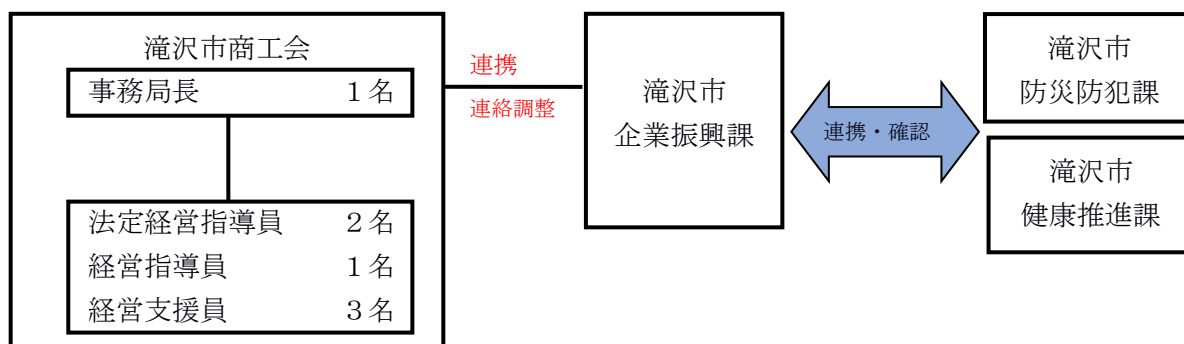 滝沢市商工会
事務局長 １名
法定経営指導員 ２名
経営指導員 １名
経営支援員 ３名
連携
連絡調整
滝沢市
企業振興課
連携・確認
滝沢市
防災防犯課
滝沢市
健康推進課